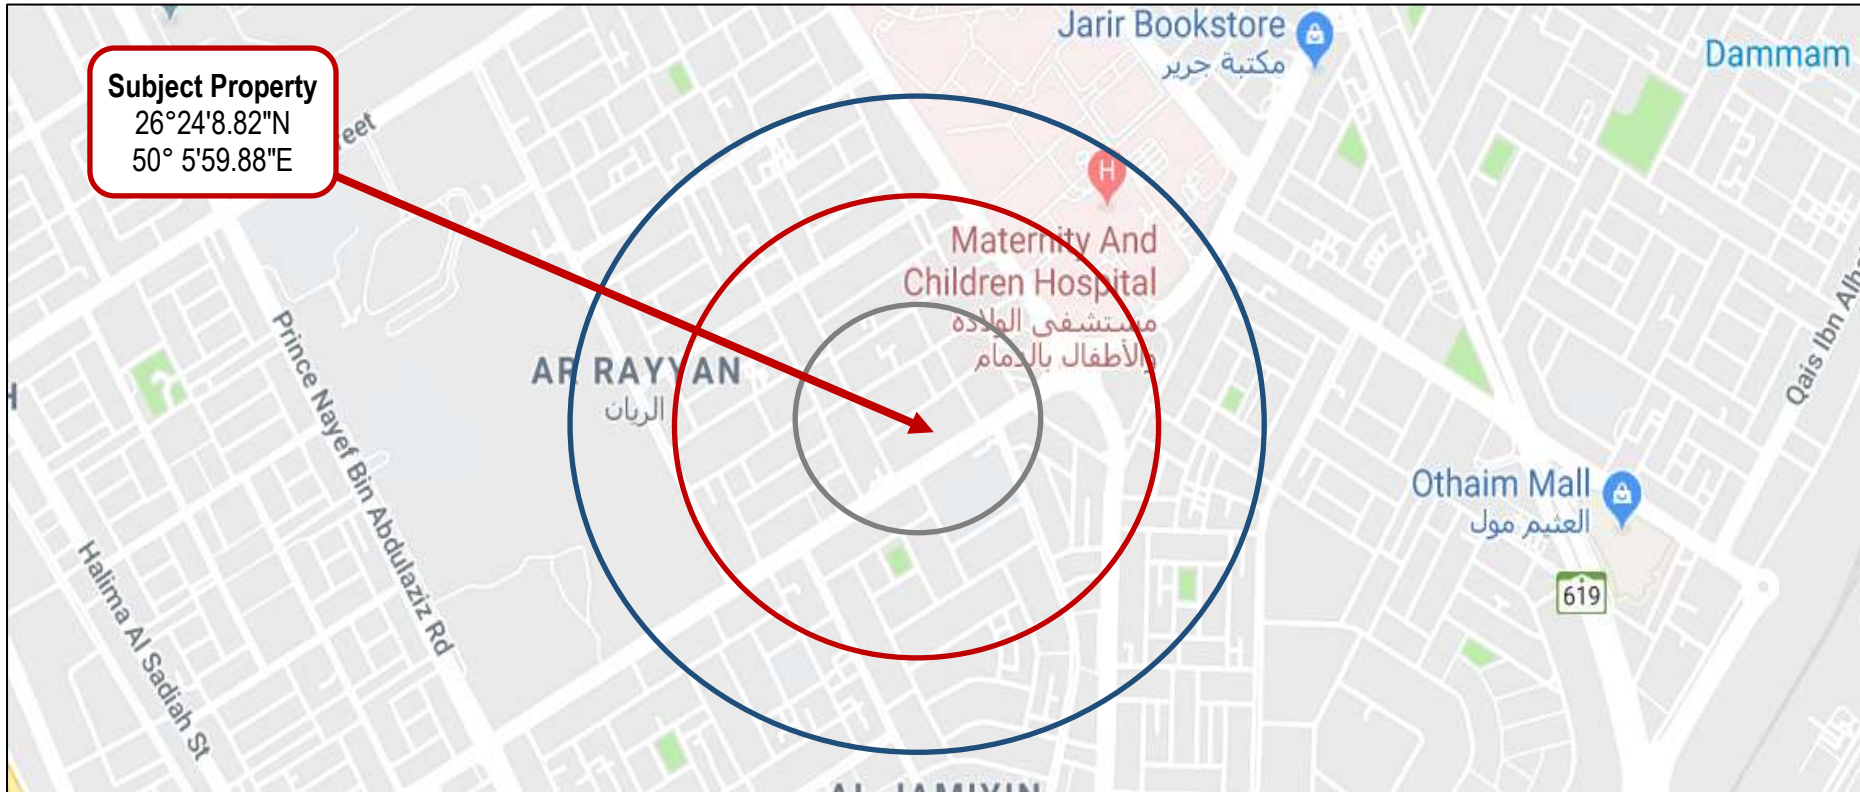 Jarir Bookstore
مكتبة جرير
Dammam
Subject Property
26°24'8.82"N
50° 5'59.88"E
reet
Maternity And
Children Hospital
مستشفى الولادة
والأطفال بالدمام
AR RAYYAN
الريان
Prince Nayef Bin Abdulaziz Rd
Halima Al Sadiah St
Qais Ibn Alha
Othaim Mall
العثيم مول
619
H